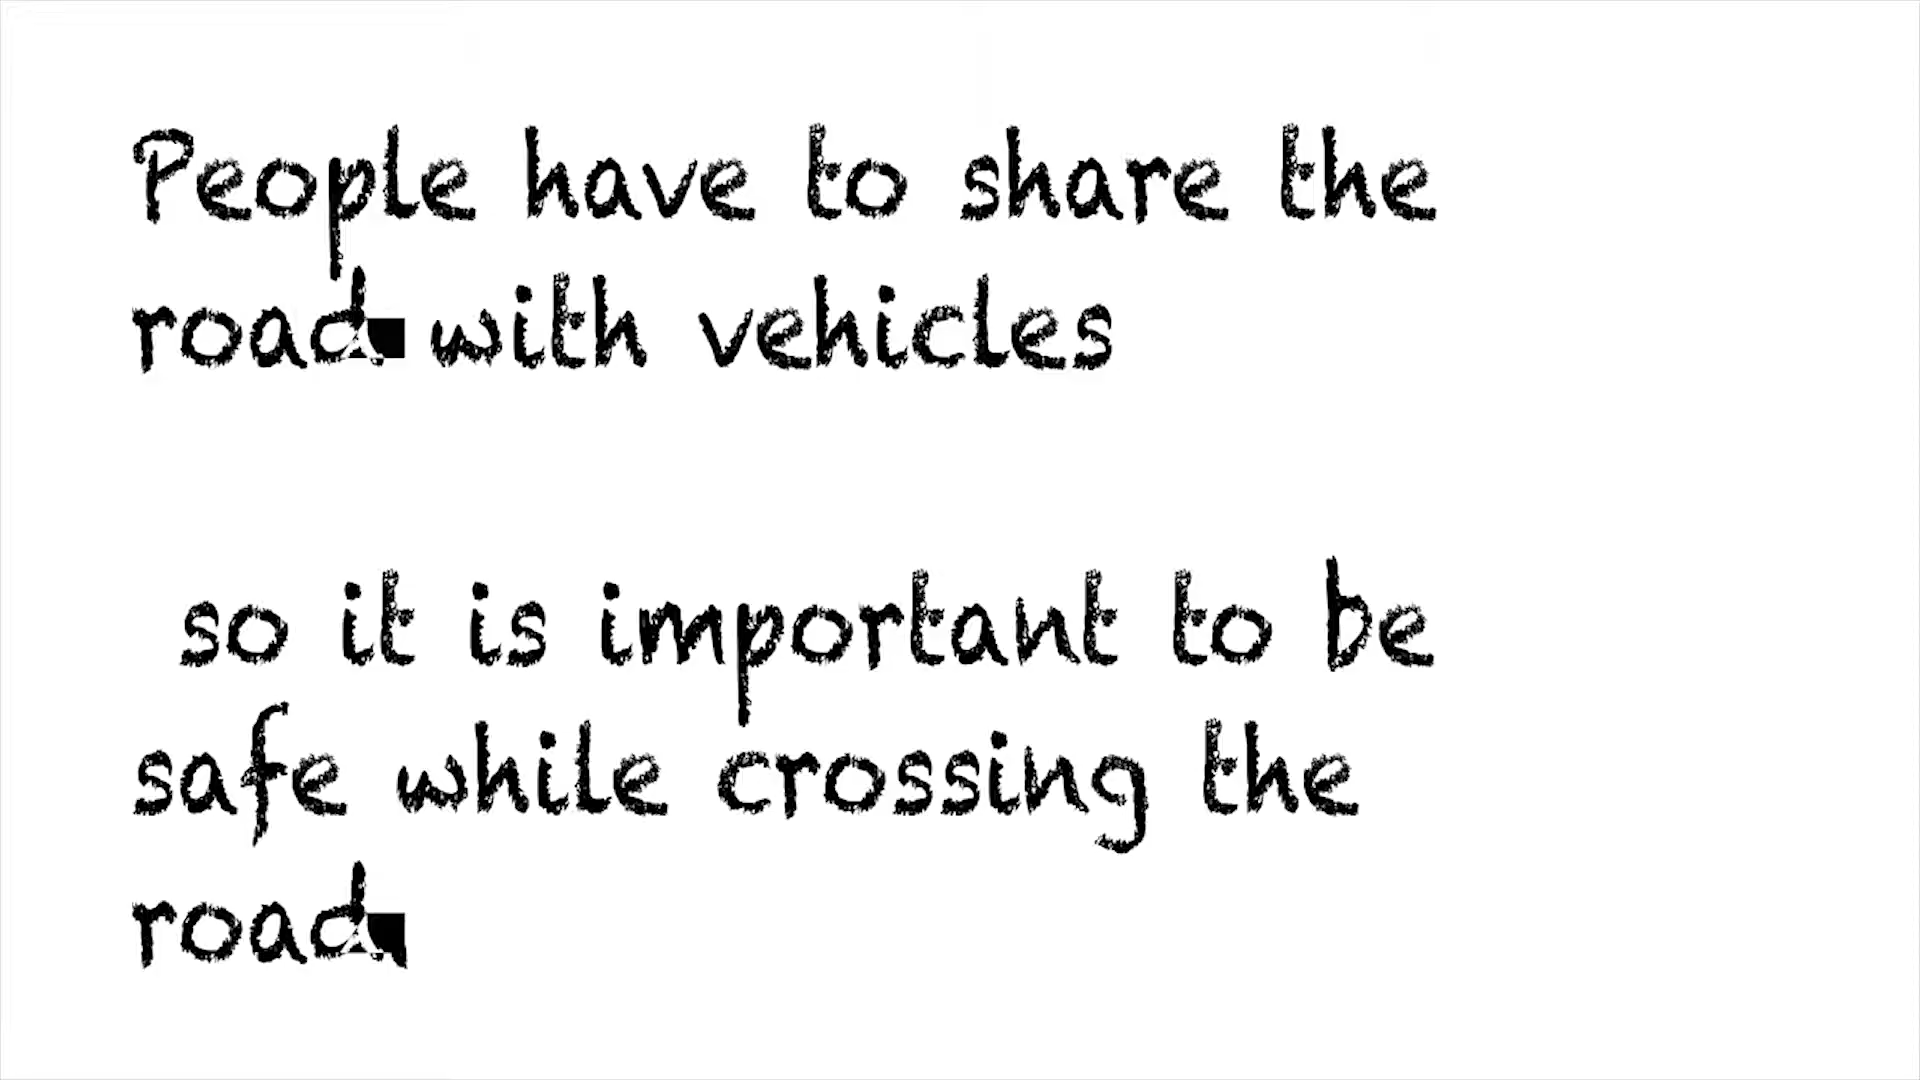 People have to share the
road with vehicles
so it is important to be
safe while crossing the
road